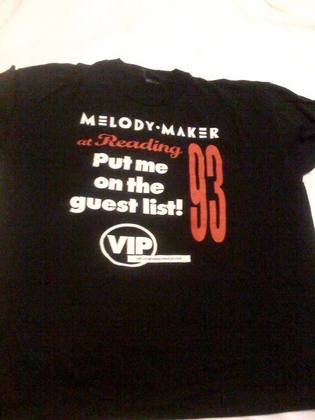 MELODY•MAKER
at Reading
93
Put me
on the
guest list!
VIP